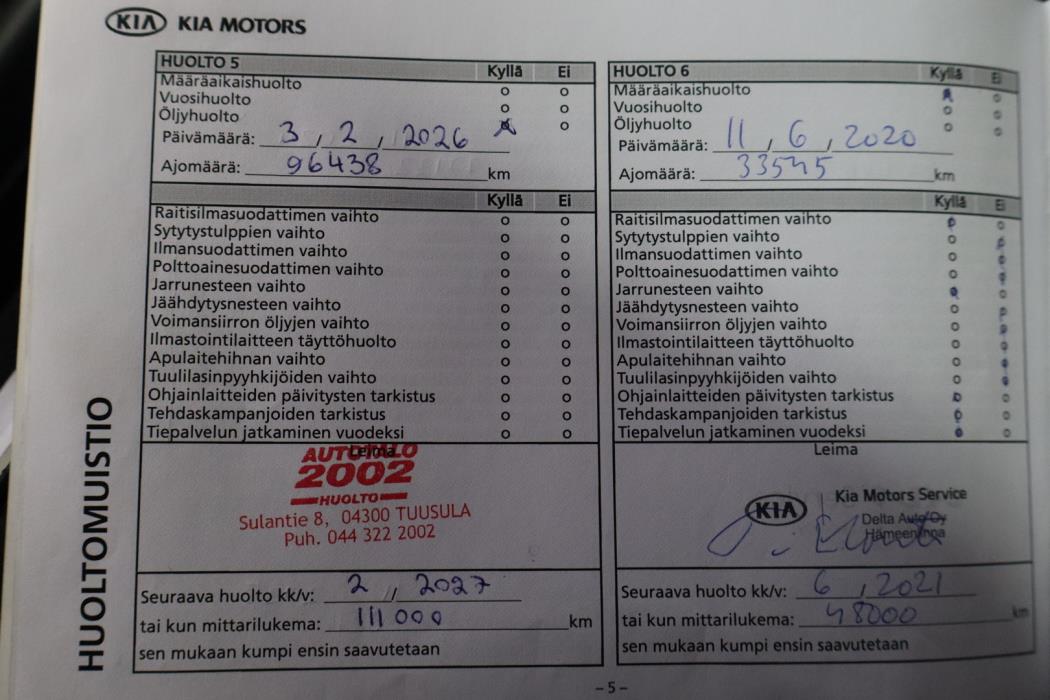 KIA KIA MOTORS
HUOLTOMUISTIO
HUOLTO 5 Kyllä Ei
Määräaikaishuolto
Vuosihuolto
Öljyhuolto
Päivämäärä: 3 / 2 / 2026
Ajomäärä: 96438 km
Kyllä Ei
Raitisilmasuodattimen vaihto
Sytytystulppien vaihto
Ilmansuodattimen vaihto
Polttoainesuodattimen vaihto
Jarrunesteen vaihto
Jäähdytysnesteen vaihto
Voimansiirron öljyjen vaihto
Ilmastointilaitteen täyttöhuolto
Apulaitehihnan vaihto
Tuulilasinpyyhkijöiden vaihto
Ohjainlaitteiden päivitysten tarkistus
Tehdaskampanjoiden tarkistus
Tiepalvelun jatkaminen vuodeksi
Leima
AUTOTALO
2002
HUOLTO
Sulantie 8, 04300 TUUSULA
Puh. 044 322 2002
Seuraava huolto kk/v: 2 / 2027
tai kun mittarilukema: 111 000 km
sen mukaan kumpi ensin saavutetaan
HUOLTO 6 Kyllä Ei
Määräaikaishuolto
Vuosihuolto
Öljyhuolto
Päivämäärä: 11 / 6 / 2020
Ajomäärä: 33545 km
Kyllä Ei
Raitisilmasuodattimen vaihto
Sytytystulppien vaihto
Ilmansuodattimen vaihto
Polttoainesuodattimen vaihto
Jarrunesteen vaihto
Jäähdytysnesteen vaihto
Voimansiirron öljyjen vaihto
Ilmastointilaitteen täyttöhuolto
Apulaitehihnan vaihto
Tuulilasinpyyhkijöiden vaihto
Ohjainlaitteiden päivitysten tarkistus
Tehdaskampanjoiden tarkistus
Tiepalvelun jatkaminen vuodeksi
Leima
KIA Kia Motors Service
Delta Auto Oy
Hämeenlinna
Seuraava huolto kk/v: 6 / 2021
tai kun mittarilukema: 48000 km
sen mukaan kumpi ensin saavutetaan
– 5 –